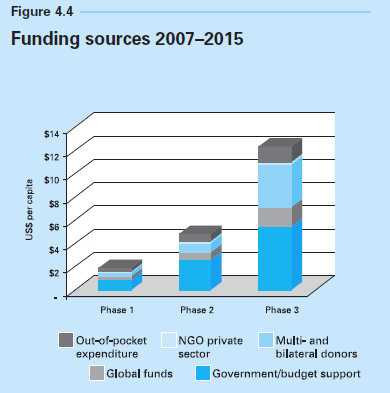 Figure 4.4
Funding sources 2007–2015
$14
$12
$10
$8
$6
$4
$2
-
US$ per capita
Phase 1 Phase 2 Phase 3
Out-of-pocket expenditure
NGO private sector
Multi- and bilateral donors
Global funds
Government/budget support